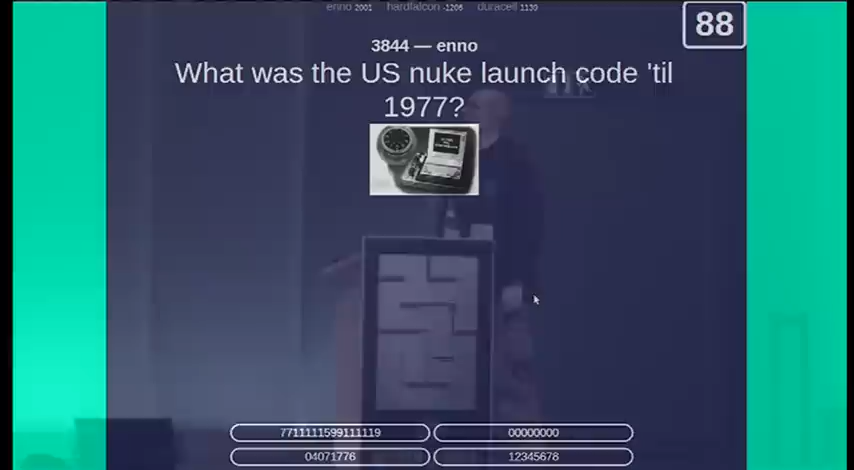 enno 2001 hardfalcon -1206 duracell 1139
88
3844 — enno
What was the US nuke launch code 'til
1977?
7711111599111119
00000000
04071776
12345678